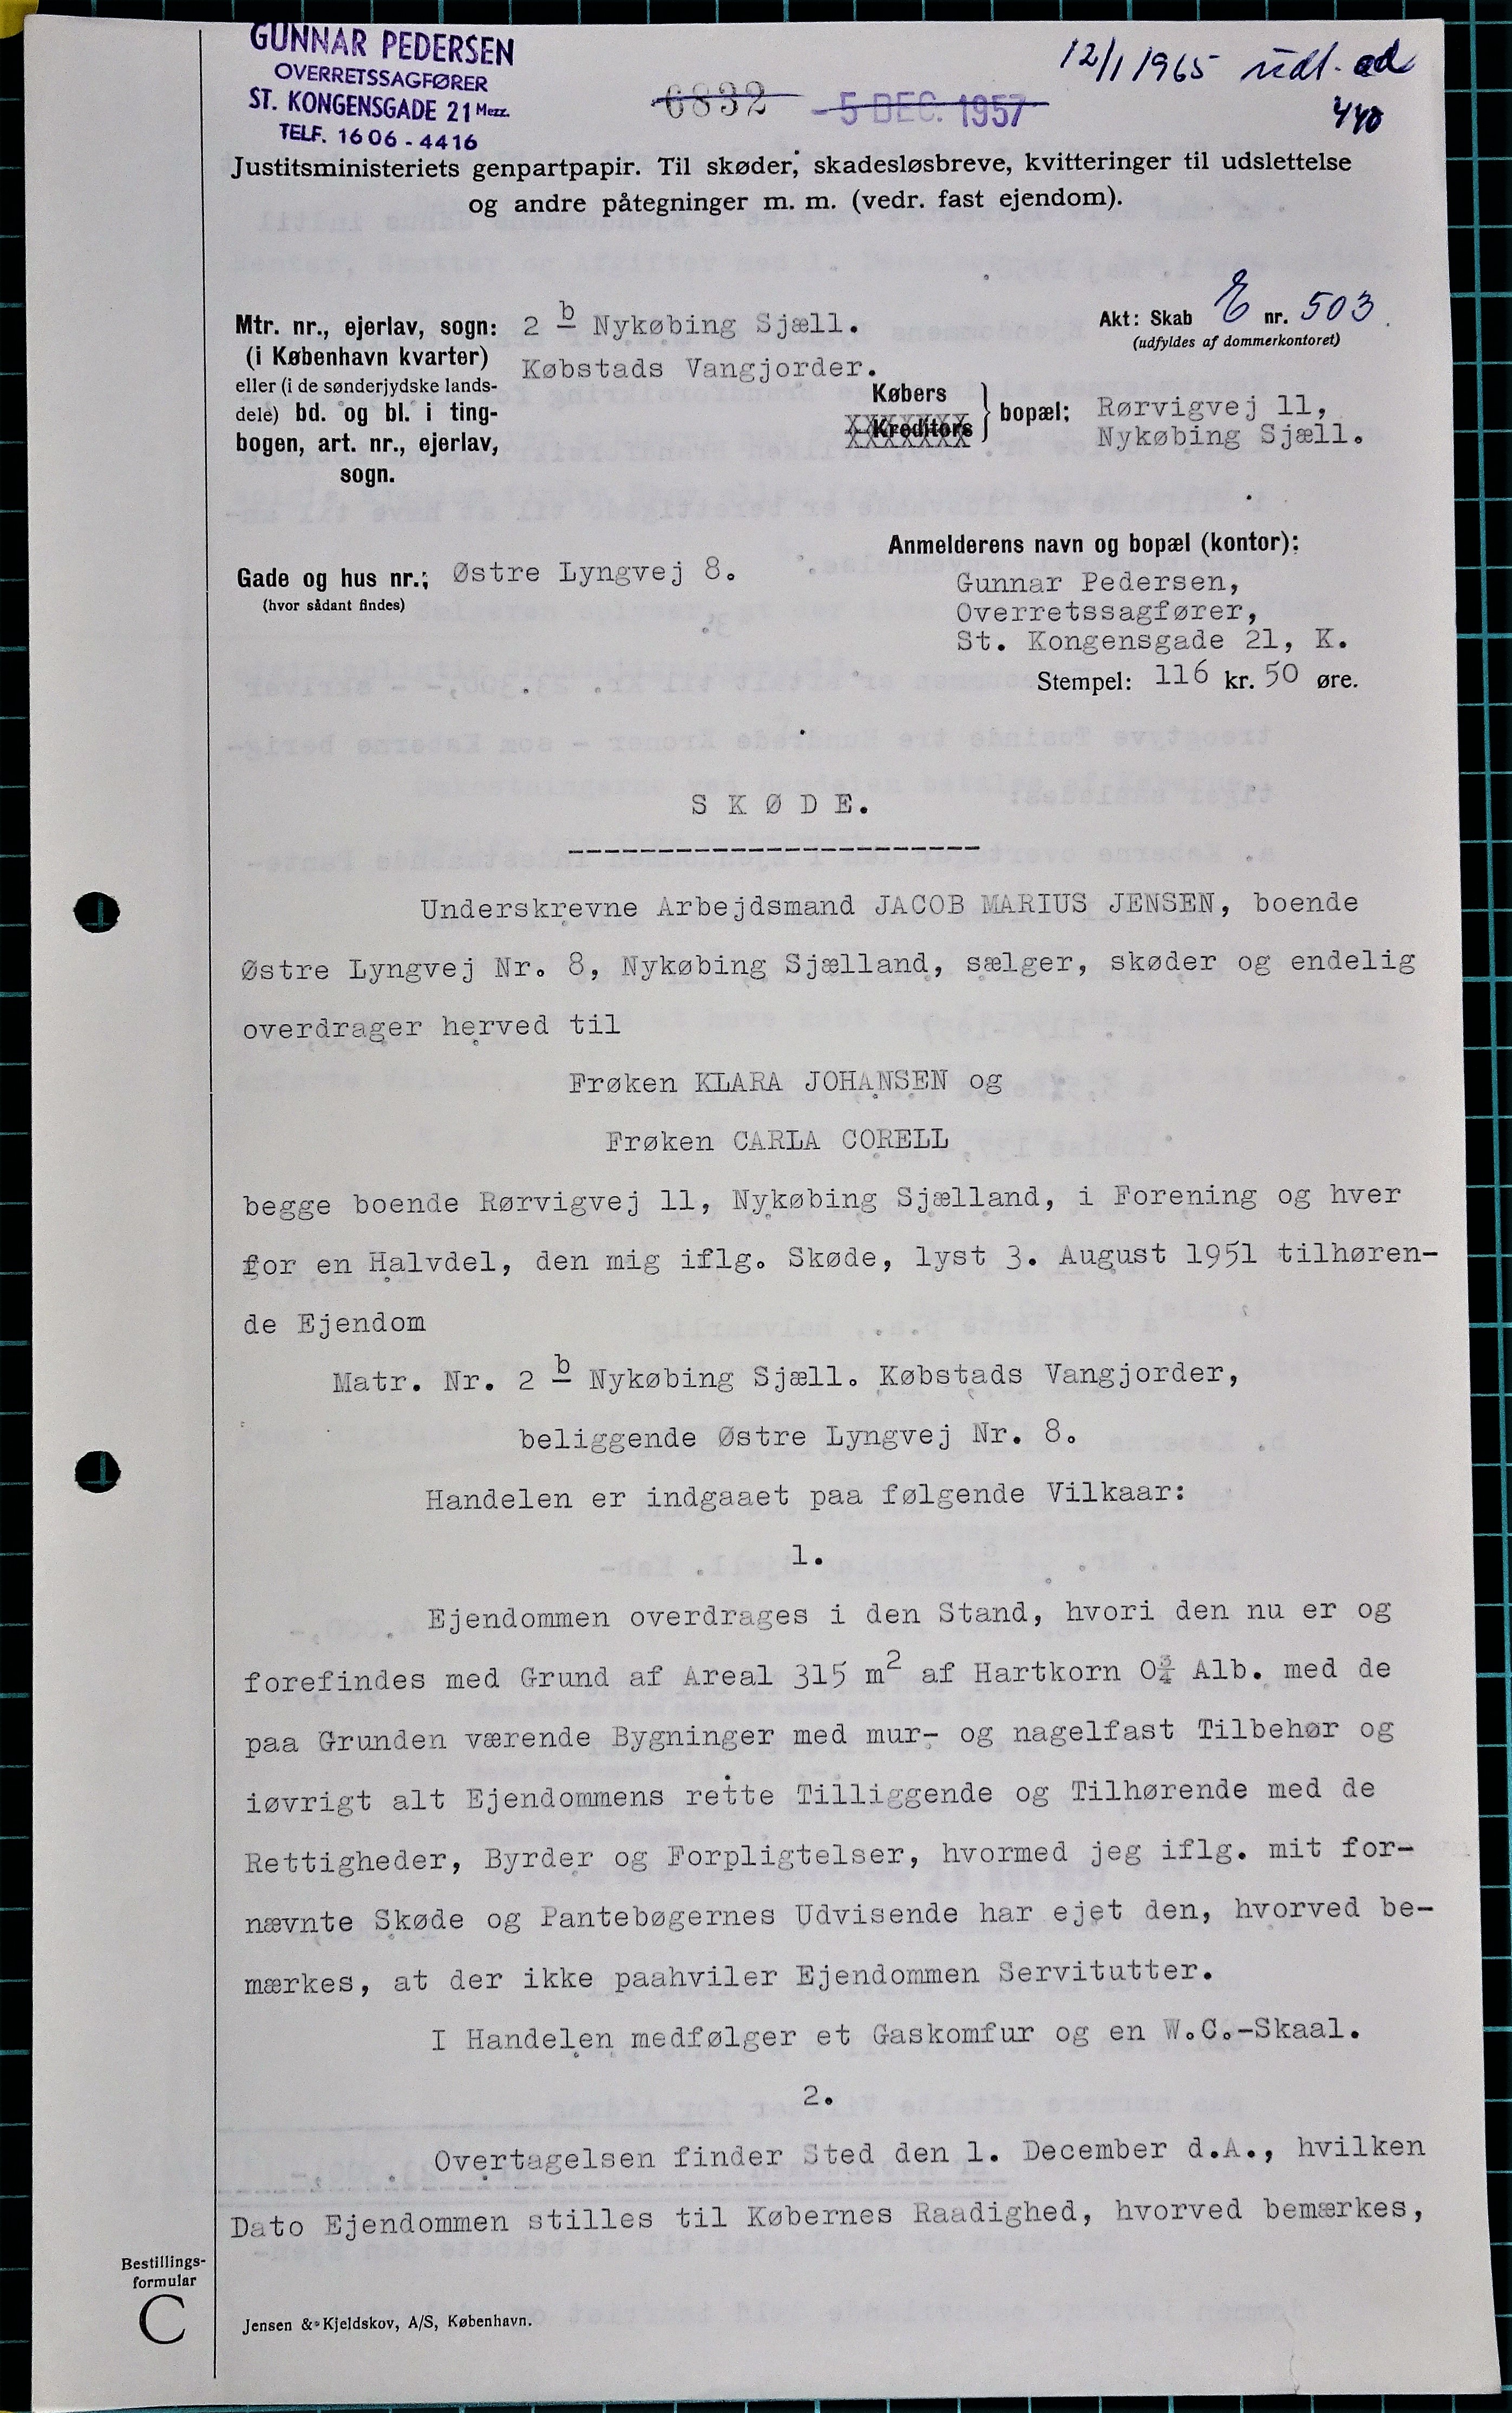 GUNNAR PEDERSEN
OVERRETSSAGFØRER
ST. KONGENSGADE 21 Mezz.
TELF. 1606 - 4416
6832 - 5 DEC. 1957
12/1 1965 udl. ad
440
Justitsministeriets genpartpapir. Til skøder, skadesløsbreve, kvitteringer til udslettelse
og andre påtegninger m. m. (vedr. fast ejendom).
Mtr. nr., ejerlav, sogn: 2 b Nykøbing Sjæll.
(i København kvarter) Købstads Vangjorder.
eller (i de sønderjydske lands-
dele) bd. og bl. i ting-
bogen, art. nr., ejerlav,
sogn.
Akt: Skab E nr. 503
(udfyldes af dommerkontoret)
Købers
Kreditors
bopæl: Rørvigvej 11,
Nykøbing Sjæll.
Gade og hus nr.: Østre Lyngvej 8.
(hvor sådant findes)
Anmelderens navn og bopæl (kontor):
Gunnar Pedersen,
Overretssagfører,
St. Kongensgade 21, K.
Stempel: 116 kr. 50 øre.
S K Ø D E.
-----------------------
Underskrevne Arbejdsmand JACOB MARIUS JENSEN, boende
Østre Lyngvej Nr. 8, Nykøbing Sjælland, sælger, skøder og endelig
overdrager herved til
Frøken KLARA JOHANSEN og
Frøken CARLA CORELL
begge boende Rørvigvej 11, Nykøbing Sjælland, i Forening og hver
for en Halvdel, den mig iflg. Skøde, lyst 3. August 1951 tilhøren-
de Ejendom
Matr. Nr. 2 b Nykøbing Sjæll. Købstads Vangjorder,
beliggende Østre Lyngvej Nr. 8.
Handelen er indgaaet paa følgende Vilkaar:
1.
Ejendommen overdrages i den Stand, hvori den nu er og
forefindes med Grund af Areal 315 m² af Hartkorn 0¾ Alb. med de
paa Grunden værende Bygninger med mur- og nagelfast Tilbehør og
iøvrigt alt Ejendommens rette Tilliggende og Tilhørende med de
Rettigheder, Byrder og Forpligtelser, hvormed jeg iflg. mit for-
nævnte Skøde og Pantebøgernes Udvisende har ejet den, hvorved be-
mærkes, at der ikke paahviler Ejendommen Servitutter.
I Handelen medfølger et Gaskomfur og en W.C.-Skaal.
2.
Overtagelsen finder Sted den 1. December d.A., hvilken
Dato Ejendommen stilles til Købernes Raadighed, hvorved bemærkes,
Bestillings-
formular
C
Jensen & Kjeldskov, A/S, København.